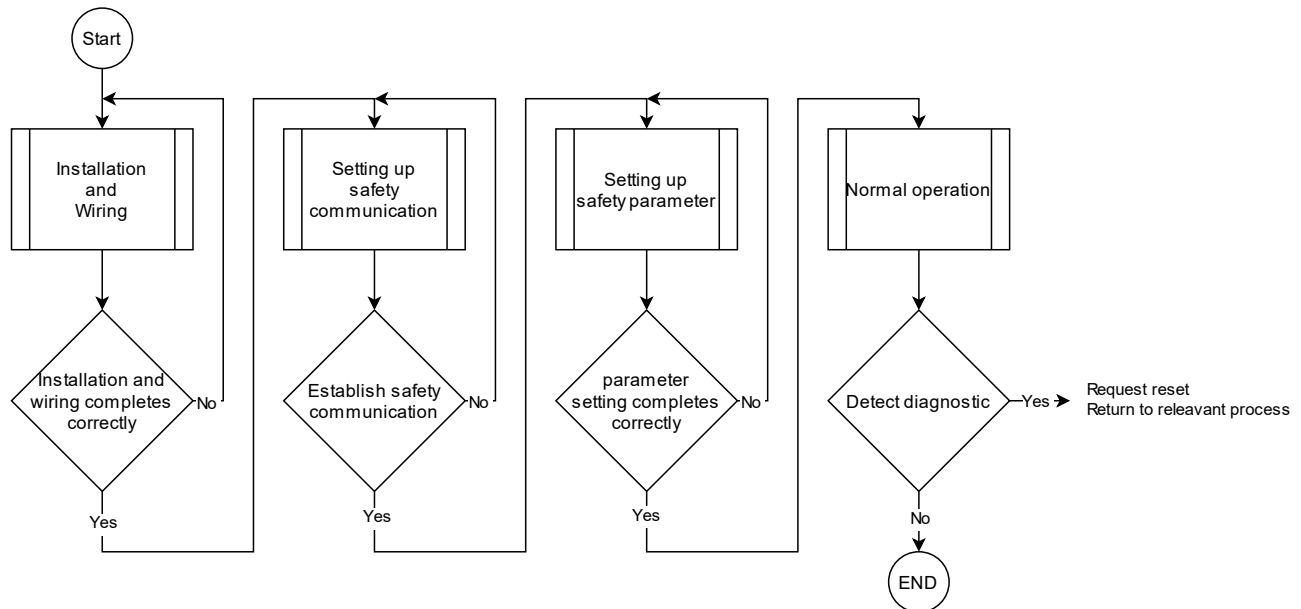 Start
Installation
and
Wiring
Installation and
wiring completes
correctly
No
Yes
Setting up
safety
communication
Establish safety
communication
No
Yes
Setting up
safety parameter
parameter
setting completes
correctly
No
Yes
Normal operation
Detect diagnostic
Yes
Request reset
Return to releavant process
No
END